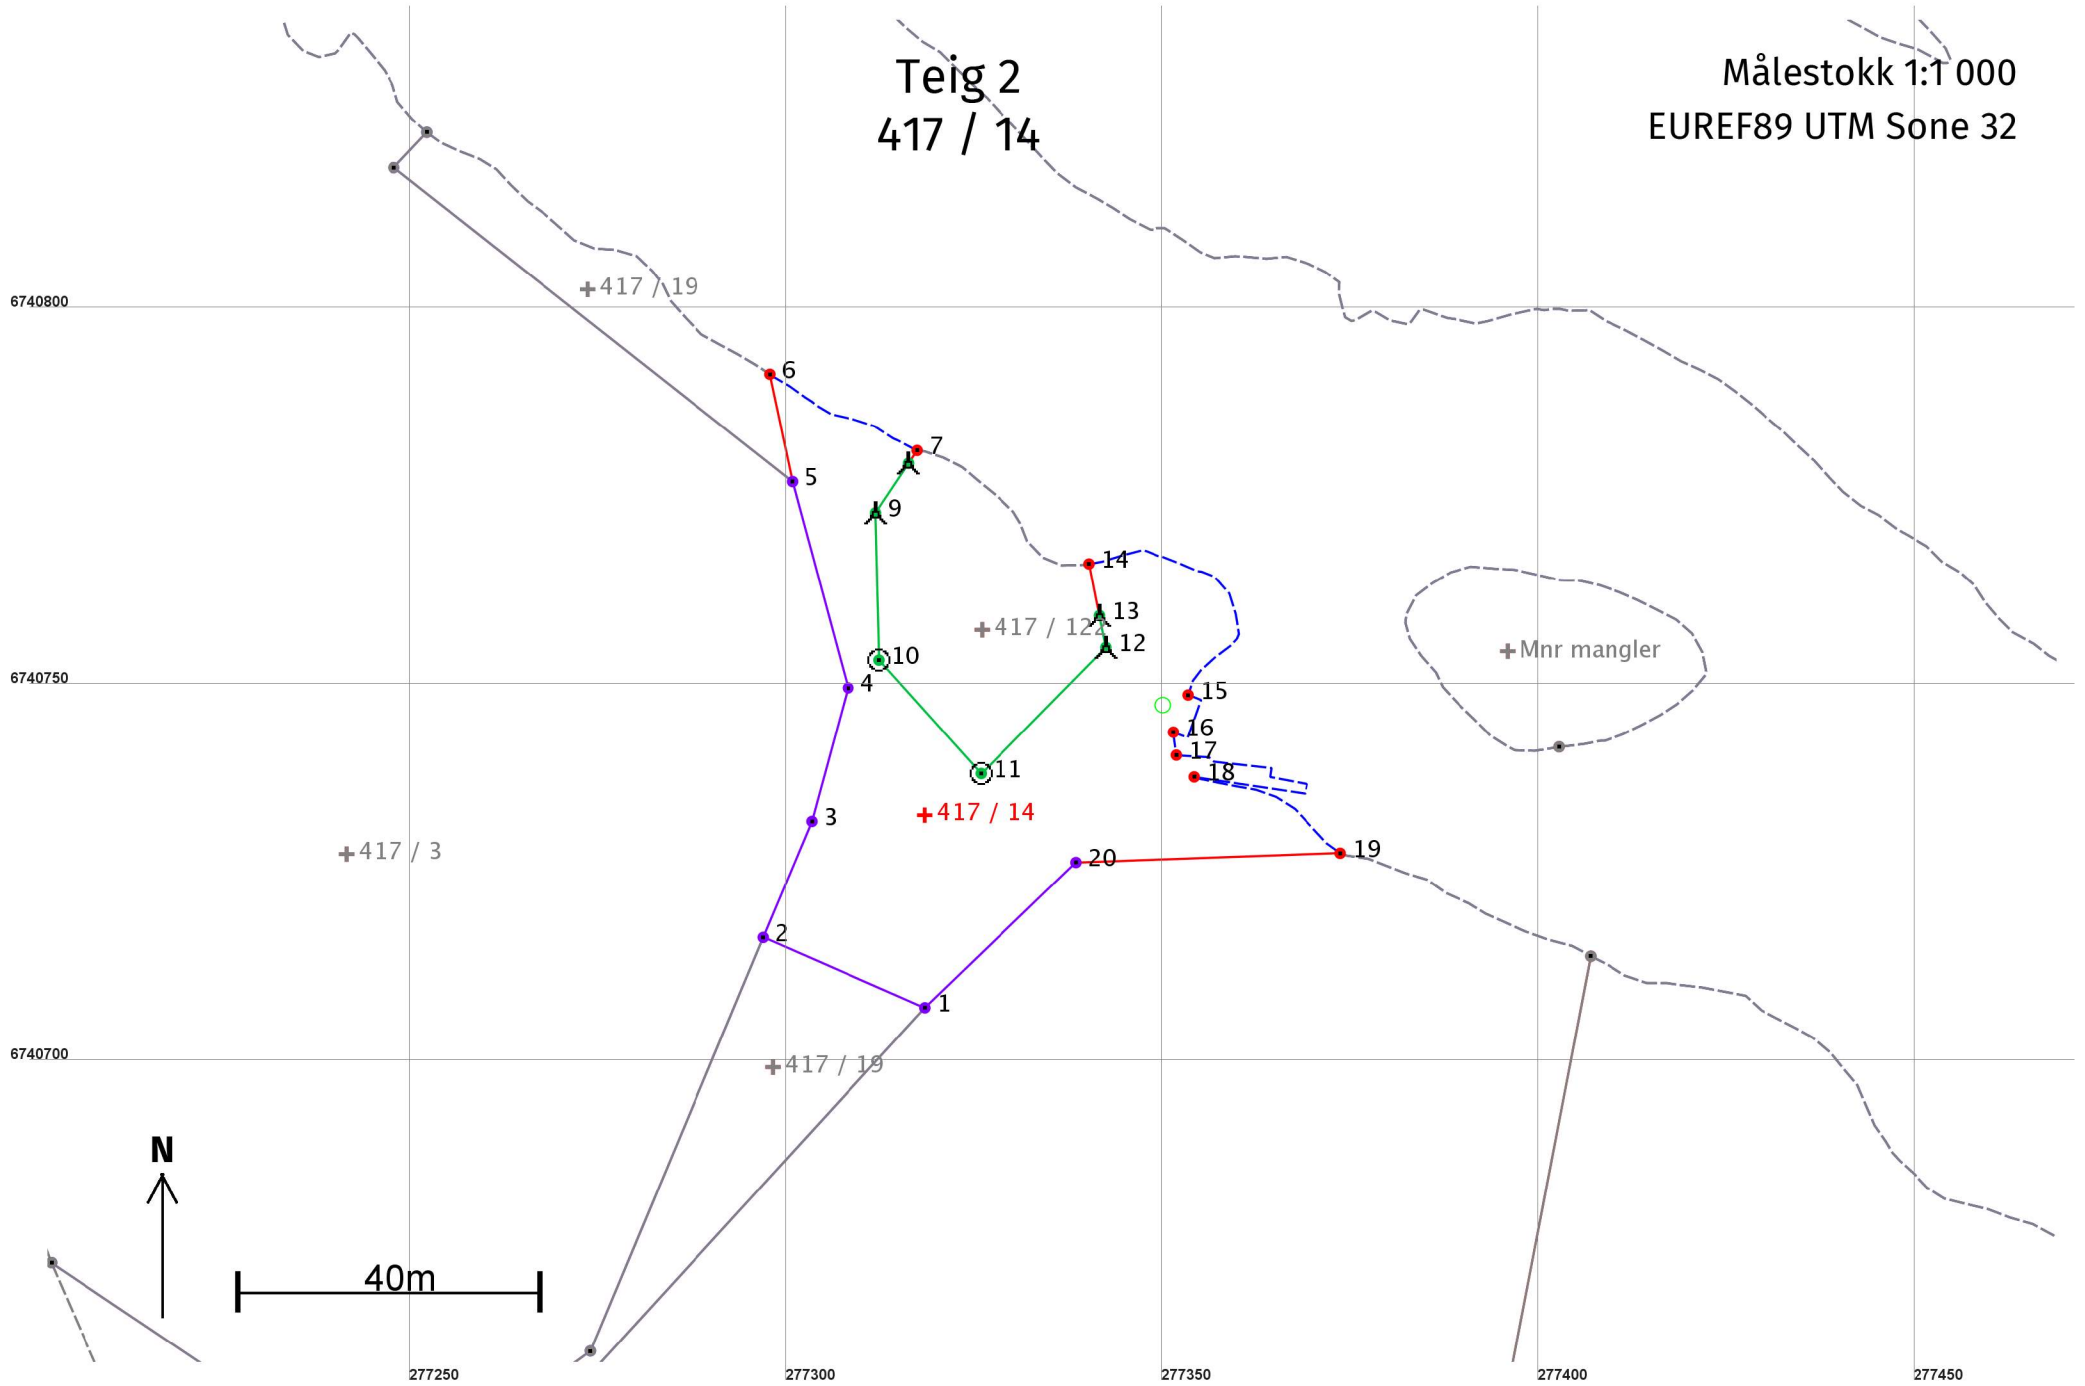 Teig 2
417 / 14
Målestokk 1:1 000
EUREF89 UTM Sone 32
417 / 19
6740800
6
7
5
9
14
13
417 / 122
12
10
Mnr mangler
4
6740750
15
16
17
11
18
417 / 14
3
417 / 3
19
20
2
1
6740700
417 / 19
N
40m
277250
277300
277350
277400
277450